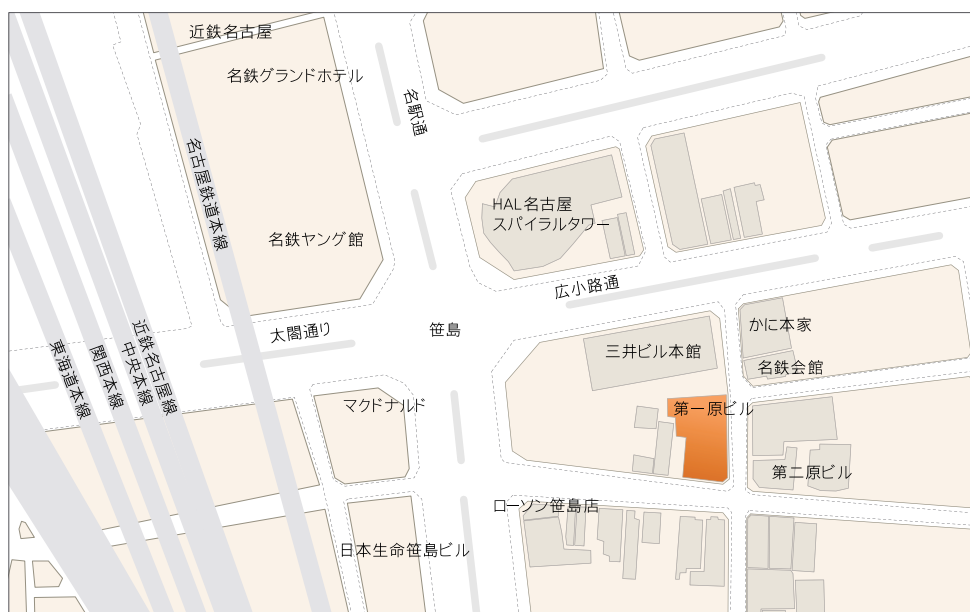 近鉄名古屋
名鉄グランドホテル
名駅通
名古屋鉄道本線
HAL名古屋
スパイラルタワー
名鉄ヤング館
広小路通
太閤通り
笹島
かに本家
三井ビル本館
名鉄会館
東海道本線
関西本線
中央本線
近鉄名古屋線
マクドナルド
第一原ビル
第二原ビル
ローソン笹島店
日本生命笹島ビル